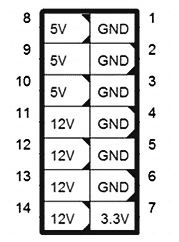 8 5V GND 1
9 5V GND 2
10 5V GND 3
11 12V GND 4
12 12V GND 5
13 12V GND 6
14 12V 3.3V 7